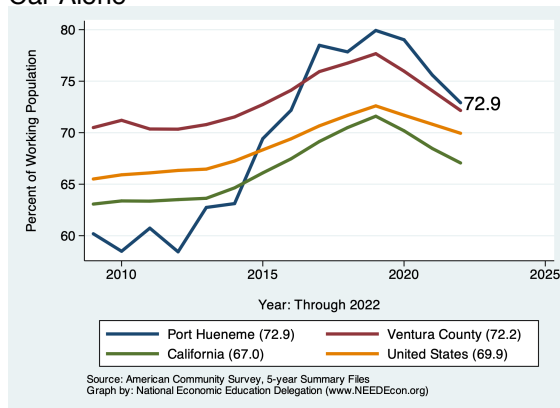 Car Alone
80
75
70
65
60
Percent of Working Population
72.9
2010
2015
2020
2025
Year: Through 2022
Port Hueneme (72.9)
Ventura County (72.2)
California (67.0)
United States (69.9)
Source: American Community Survey, 5-year Summary Files
Graph by: National Economic Education Delegation (www.NEEDEcon.org)